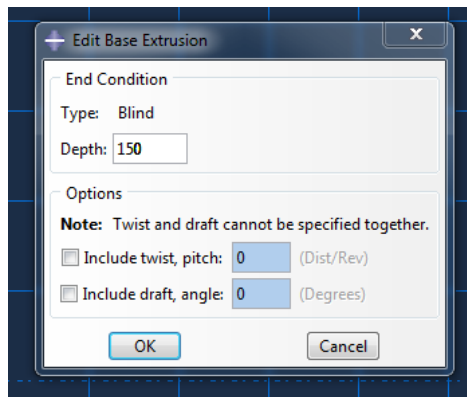 Edit Base Extrusion
X
End Condition
Type: Blind
Depth: 150
Options
Note: Twist and draft cannot be specified together.
Include twist, pitch: 0 (Dist/Rev)
Include draft, angle: 0 (Degrees)
OK Cancel